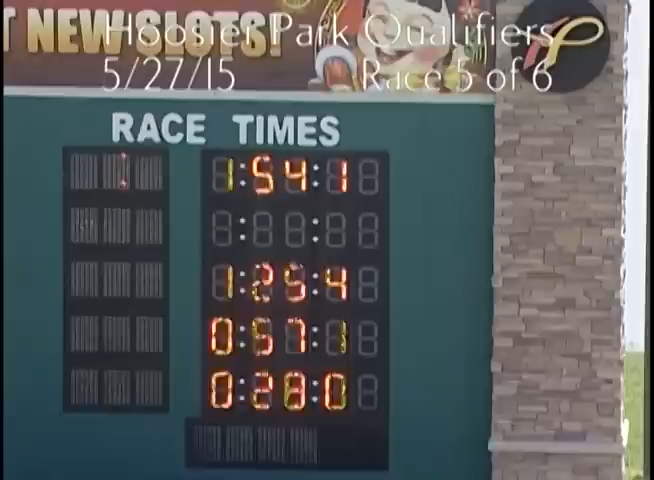 T NEW SLOTS!
Hoosier Park Qualifiers
5/27/15 Race 5 of 6
RACE TIMES
1:54:1
1:25:4
0:57:1
0:28:0